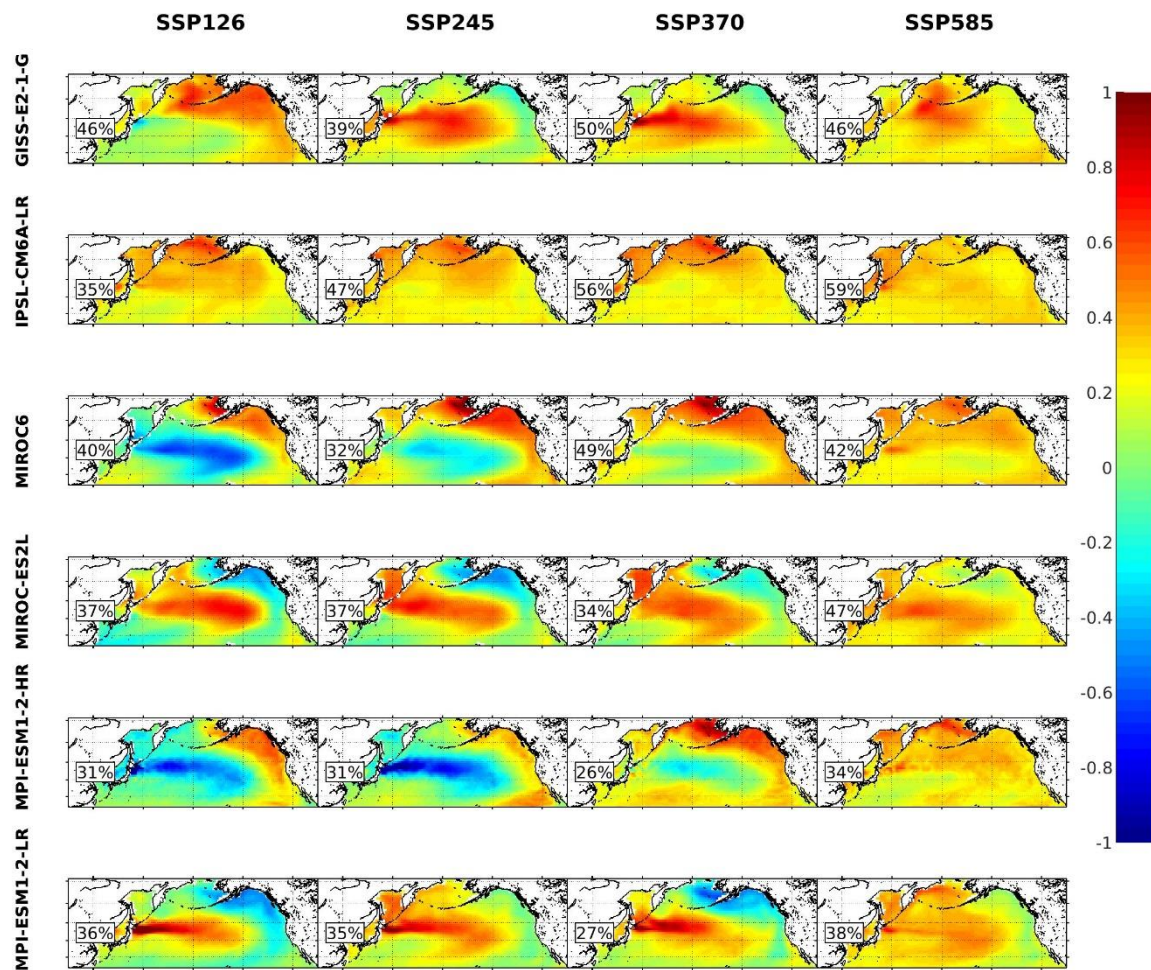 SSP126 SSP245 SSP370 SSP585
GISS-E2-1-G
46% 39% 50% 46%
IPSL-CM6A-LR
35% 47% 56% 59%
MIROC6
40% 32% 49% 42%
MIROC-ES2L
37% 37% 34% 47%
MPI-ESM1-2-HR
31% 31% 26% 34%
MPI-ESM1-2-LR
36% 35% 27% 38%
1
0.8
0.6
0.4
0.2
0
-0.2
-0.4
-0.6
-0.8
-1